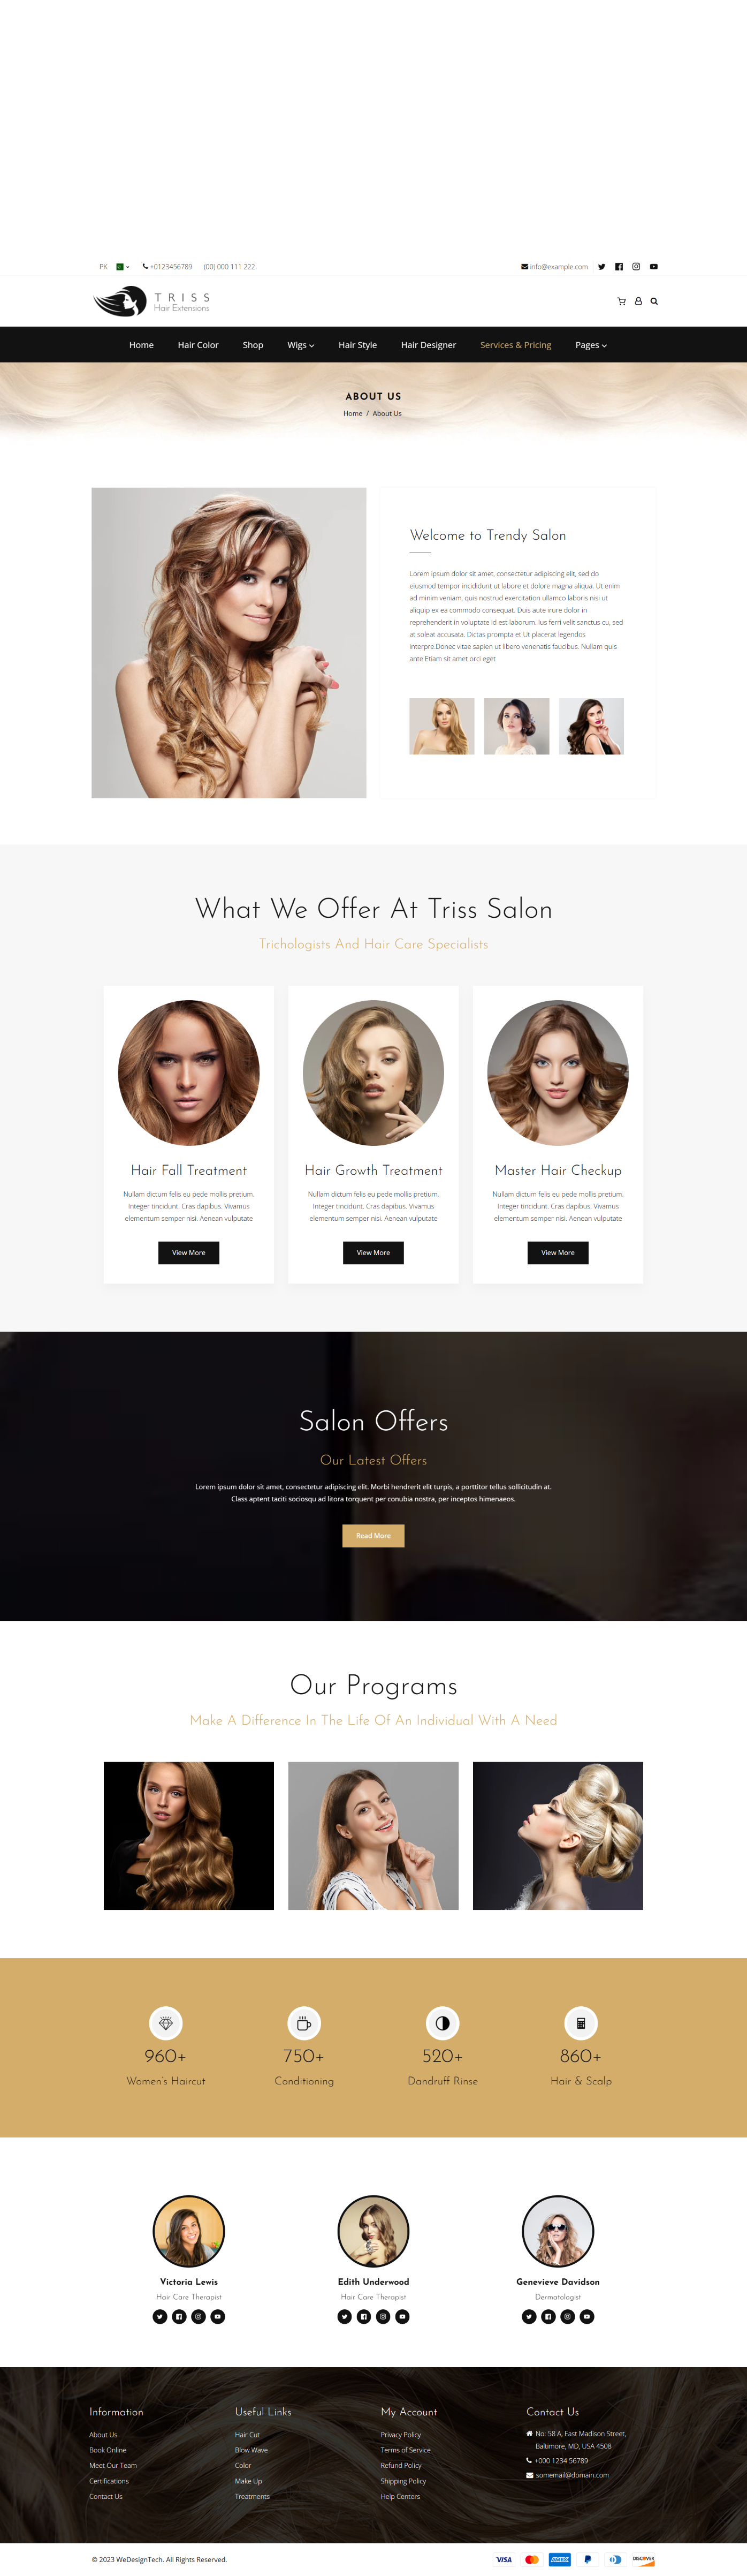 PK +0123456789 (00) 000 111 222 info@example.com
TRISS
Hair Extensions
Home Hair Color Shop Wigs Hair Style Hair Designer Services & Pricing Pages
ABOUT US
Home / About Us
Welcome to Trendy Salon
Lorem ipsum dolor sit amet, consectetur adipiscing elit, sed do
eiusmod tempor incididunt ut labore et dolore magna aliqua. Ut enim
ad minim veniam, quis nostrud exercitation ullamco laboris nisi ut
aliquip ex ea commodo consequat. Duis aute irure dolor in
reprehenderit in voluptate id est laborum. Ius ferri velit sanctus cu, sed
at soleat accusata. Dictas prompta et Ut placerat legendos
interpre.Donec vitae sapien ut libero venenatis faucibus. Nullam quis
ante Etiam sit amet orci eget
What We Offer At Triss Salon
Trichologists And Hair Care Specialists
Hair Fall Treatment
Nullam dictum felis eu pede mollis pretium.
Integer tincidunt. Cras dapibus. Vivamus
elementum semper nisi. Aenean vulputate
View More
Hair Growth Treatment
Nullam dictum felis eu pede mollis pretium.
Integer tincidunt. Cras dapibus. Vivamus
elementum semper nisi. Aenean vulputate
View More
Master Hair Checkup
Nullam dictum felis eu pede mollis pretium.
Integer tincidunt. Cras dapibus. Vivamus
elementum semper nisi. Aenean vulputate
View More
Salon Offers
Our Latest Offers
Lorem ipsum dolor sit amet, consectetur adipiscing elit. Morbi hendrerit elit turpis, a porttitor tellus sollicitudin at.
Class aptent taciti sociosqu ad litora torquent per conubia nostra, per inceptos himenaeos.
Read More
Our Programs
Make A Difference In The Life Of An Individual With A Need
960+
Women's Haircut
750+
Conditioning
520+
Dandruff Rinse
860+
Hair & Scalp
Victoria Lewis
Hair Care Therapist
Edith Underwood
Hair Care Therapist
Genevieve Davidson
Dermatologist
Information
About Us
Book Online
Meet Our Team
Certifications
Contact Us
Useful Links
Hair Cut
Blow Wave
Color
Make Up
Treatments
My Account
Privacy Policy
Terms of Service
Refund Policy
Shipping Policy
Help Centers
Contact Us
No: 58 A, East Madison Street,
Baltimore, MD, USA 4508
+000 1234 56789
somemail@domain.com
© 2023 WeDesignTech. All Rights Reserved.
VISA AMEX DISCOVER